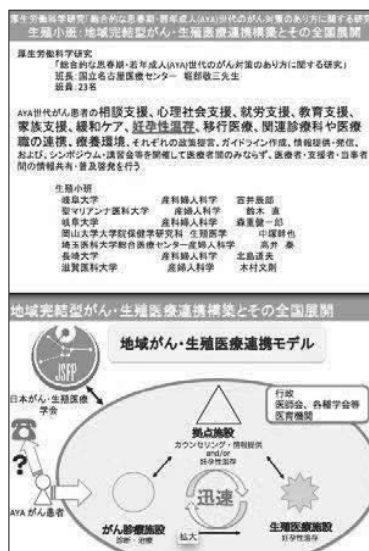 厚生労働科学研究「総合的な思春期・若年成人(AYA)世代のがん対策のあり方に関する研究」
生殖小班：地域完結型がん・生殖医療連携構築とその全国展開
厚生労働科学研究
「総合的な思春期・若年成人(AYA)世代のがん対策のあり方に関する研究」
班長：国立名古屋医療センター 堀部敬三先生
班員：23名
AYA世代がん患者の相談支援、心理社会支援、就労支援、教育支援、
家族支援、緩和ケア、妊孕性温存、移行医療、関連診療科や医療
職の連携、療養環境、それぞれの政策提言、ガイドライン作成、情報提供・発信、
および、シンポジウム・講習会等を開催して医療者間のみならず、医療者・支援者・当事者
間の情報共有・普及啓発を行う
生殖小班
岐阜大学 産科婦人科学 古井辰郎
聖マリアンナ医科大学 産婦人科学 鈴木 直
岐阜大学 産科婦人科学 森重健一郎
岡山大学大学院保健学研究科 生殖医学 中塚幹也
埼玉医科大学総合医療センター産婦人科学 高井 泰
長崎大学 産科婦人科学 北島道夫
滋賀医科大学 産婦人科学 木村文則
地域完結型がん・生殖医療連携構築とその全国展開
地域がん・生殖医療連携モデル
JSFP
日本がん・生殖医療
学会
行政
医師会、各種学会等
医育機関
拠点施設
カウンセリング・情報提供
and/or
妊孕性温存
?
迅速
AYA がん患者
がん診療施設
診断・治療
拡大
生殖医療施設
妊孕性温存